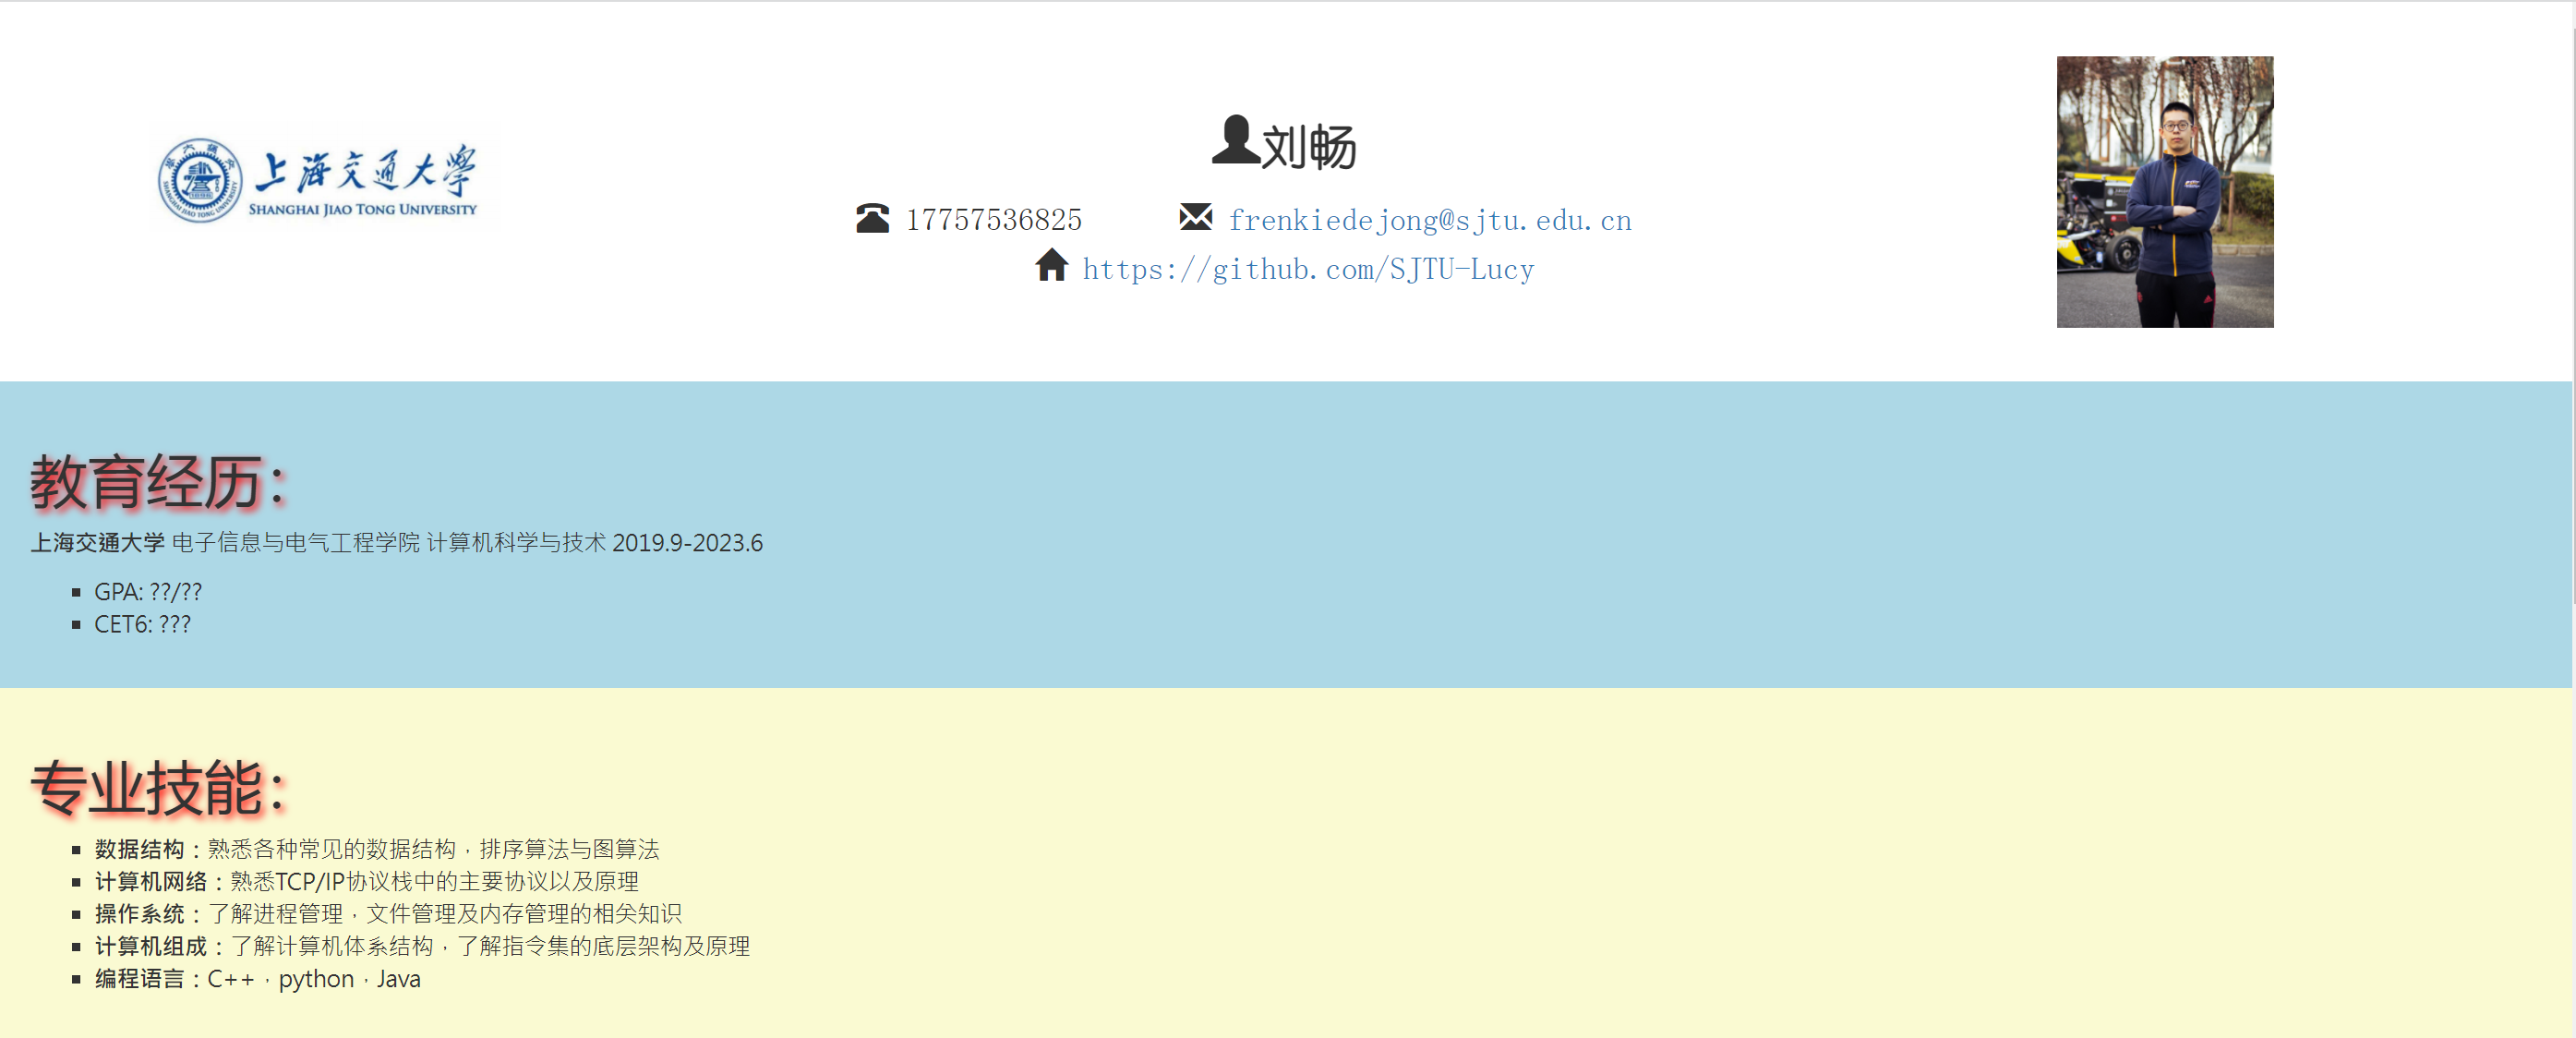 上海交通大学
SHANGHAI JIAO TONG UNIVERSITY
刘畅
17757536825 frenkiedejong@sjtu.edu.cn
https://github.com/SJTU-Lucy
教育经历：
上海交通大学 电子信息与电气工程学院 计算机科学与技术 2019.9-2023.6
GPA: ??/??
CET6: ???
专业技能：
数据结构：熟悉各种常见的数据结构，排序算法与图算法
计算机网络：熟悉TCP/IP协议栈中的主要协议以及原理
操作系统：了解进程管理，文件管理及内存管理的相关知识
计算机组成：了解计算机体系结构，了解指令集的底层架构及原理
编程语言：C++，python，Java